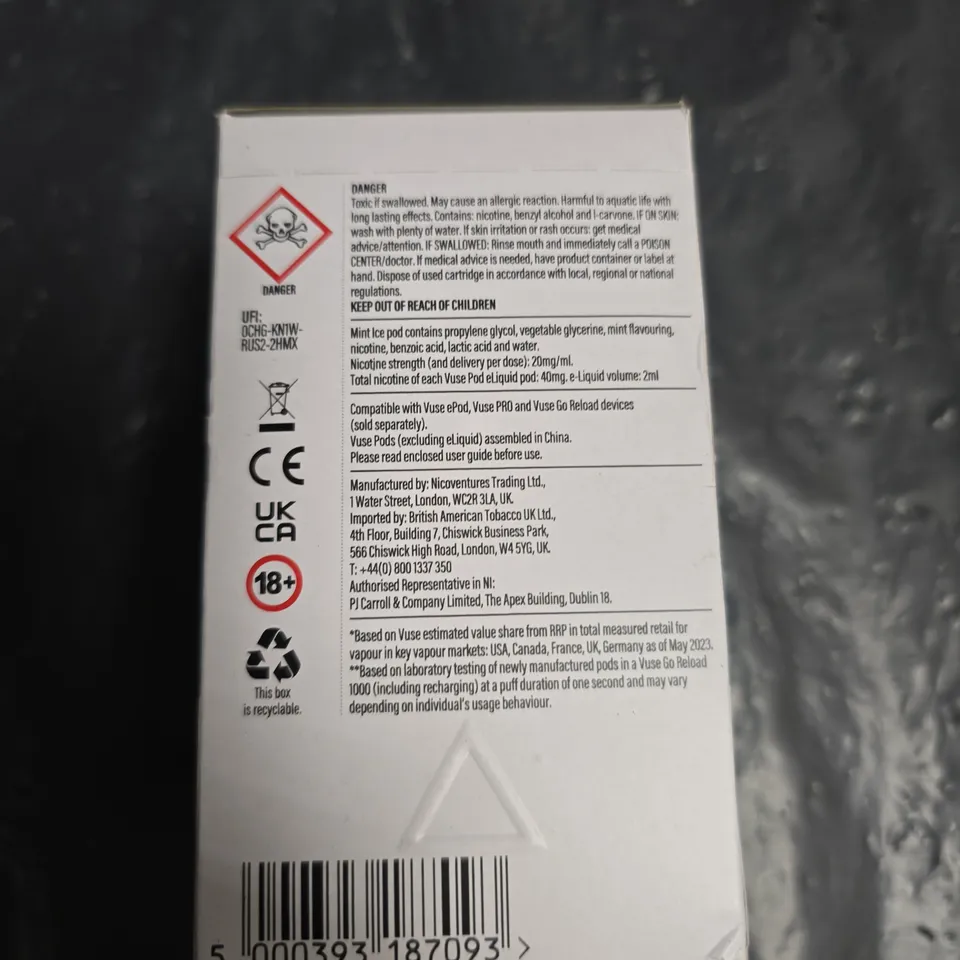 DANGER
UFI:
0CHG-KN1W-
RUS2-2HMX
CE
UK
CA
18+
This box
is recyclable.
DANGER
Toxic if swallowed. May cause an allergic reaction. Harmful to aquatic life with
long lasting effects. Contains: nicotine, benzyl alcohol and l-carvone. IF ON SKIN:
wash with plenty of water. If skin irritation or rash occurs: get medical
advice/attention. IF SWALLOWED: Rinse mouth and immediately call a POISON
CENTER/doctor. If medical advice is needed, have product container or label at
hand. Dispose of used cartridge in accordance with local, regional or national
regulations.
KEEP OUT OF REACH OF CHILDREN
Mint Ice pod contains propylene glycol, vegetable glycerine, mint flavouring,
nicotine, benzoic acid, lactic acid and water.
Nicotine strength (and delivery per dose): 20mg/ml.
Total nicotine of each Vuse Pod eLiquid pod: 40mg. e-Liquid volume: 2ml
Compatible with Vuse ePod, Vuse PRO and Vuse Go Reload devices
(sold separately).
Vuse Pods (excluding eLiquid) assembled in China.
Please read enclosed user guide before use.
Manufactured by: Nicoventures Trading Ltd.,
1 Water Street, London, WC2R 3LA, UK.
Imported by: British American Tobacco UK Ltd.,
4th Floor, Building 7, Chiswick Business Park,
566 Chiswick High Road, London, W4 5YG, UK.
T: +44(0) 800 1337 350
Authorised Representative in NI:
PJ Carroll & Company Limited, The Apex Building, Dublin 18.
*Based on Vuse estimated value share from RRP in total measured retail for
vapour in key vapour markets: USA, Canada, France, UK, Germany as of May 2023.
**Based on laboratory testing of newly manufactured pods in a Vuse Go Reload
1000 (including recharging) at a puff duration of one second and may vary
depending on individual's usage behaviour.
5 000393 187093 >